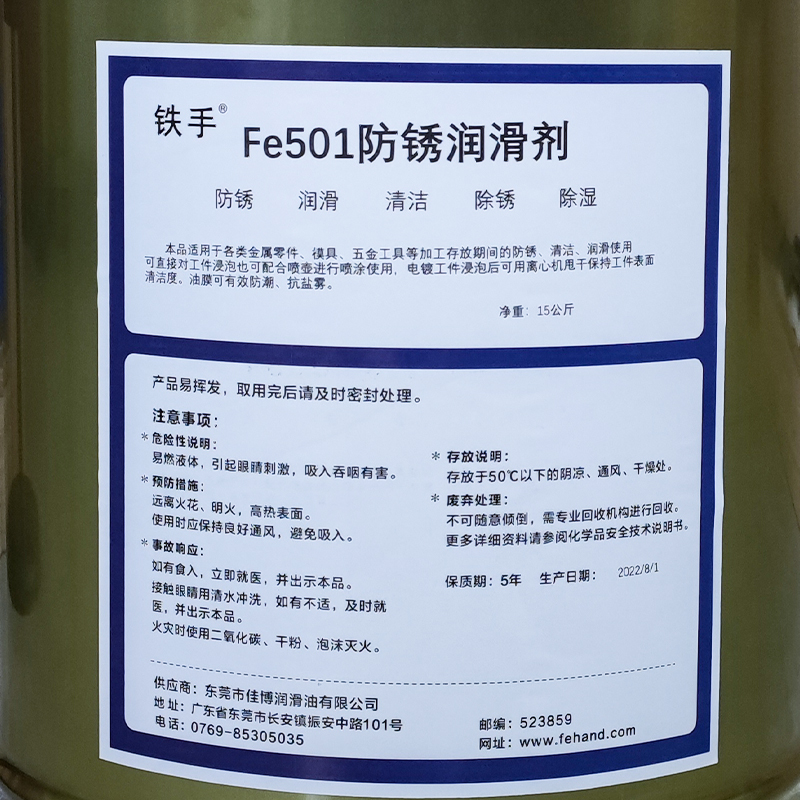 铁手®
Fe501防锈润滑剂
防锈 润滑 清洁 除锈 除湿
本品适用于各类金属零件、模具、五金工具等加工存放期间的防锈、清洁、润滑使用
可直接对工件浸泡也可配合喷壶进行喷涂使用，电镀工件浸泡后可用离心机甩干保持工件表面
清洁度。油膜可有效防潮、抗盐雾。
净重：15公斤
产品易挥发，取用完后请及时密封处理。
注意事项：
*危险性说明：
易燃液体，引起眼睛刺激，吸入吞咽有害。
*预防措施：
远离火花、明火，高热表面。
使用时应保持良好通风，避免吸入。
*事故响应：
如有食入，立即就医，并出示本品。
接触眼睛用清水冲洗，如有不适，及时就
医，并出示本品。
火灾时使用二氧化碳、干粉、泡沫灭火。
*存放说明：
存放于50℃以下的阴凉、通风、干燥处。
*废弃处理：
不可随意倾倒，需专业回收机构进行回收。
更多详细资料请参阅化学品安全技术说明书。
保质期：5年 生产日期： 2022/8/1
供应商：东莞市佳博润滑油有限公司
地址：广东省东莞市长安镇振安中路101号
电话：0769-85305035
邮编：523859
网址：www.fehand.com